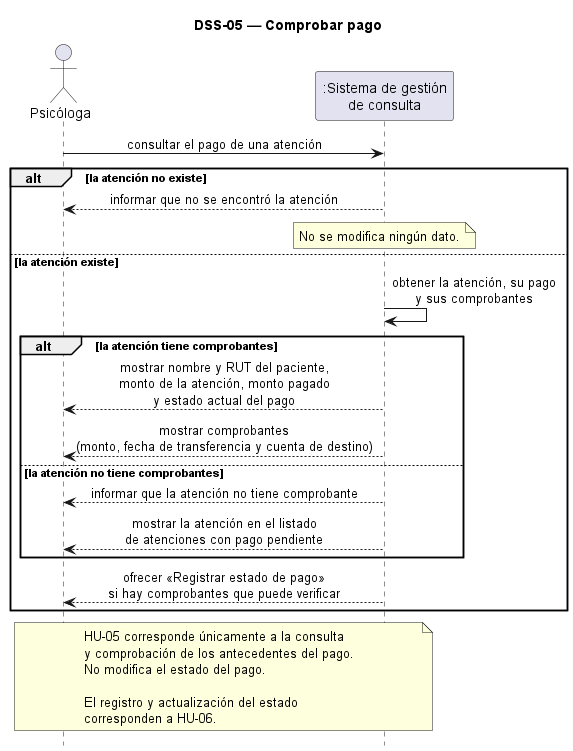 DSS-05 — Comprobar pago
Psicóloga
:Sistema de gestión
de consulta
consultar el pago de una atención
alt
[la atención no existe]
informar que no se encontró la atención
No se modifica ningún dato.
[la atención existe]
obtener la atención, su pago
y sus comprobantes
alt
[la atención tiene comprobantes]
mostrar nombre y RUT del paciente,
monto de la atención, monto pagado
y estado actual del pago
mostrar comprobantes
(monto, fecha de transferencia y cuenta de destino)
[la atención no tiene comprobantes]
informar que la atención no tiene comprobante
mostrar la atención en el listado
de atenciones con pago pendiente
ofrecer «Registrar estado de pago»
si hay comprobantes que puede verificar
HU-05 corresponde únicamente a la consulta
y comprobación de los antecedentes del pago.
No modifica el estado del pago.
El registro y actualización del estado
corresponden a HU-06.